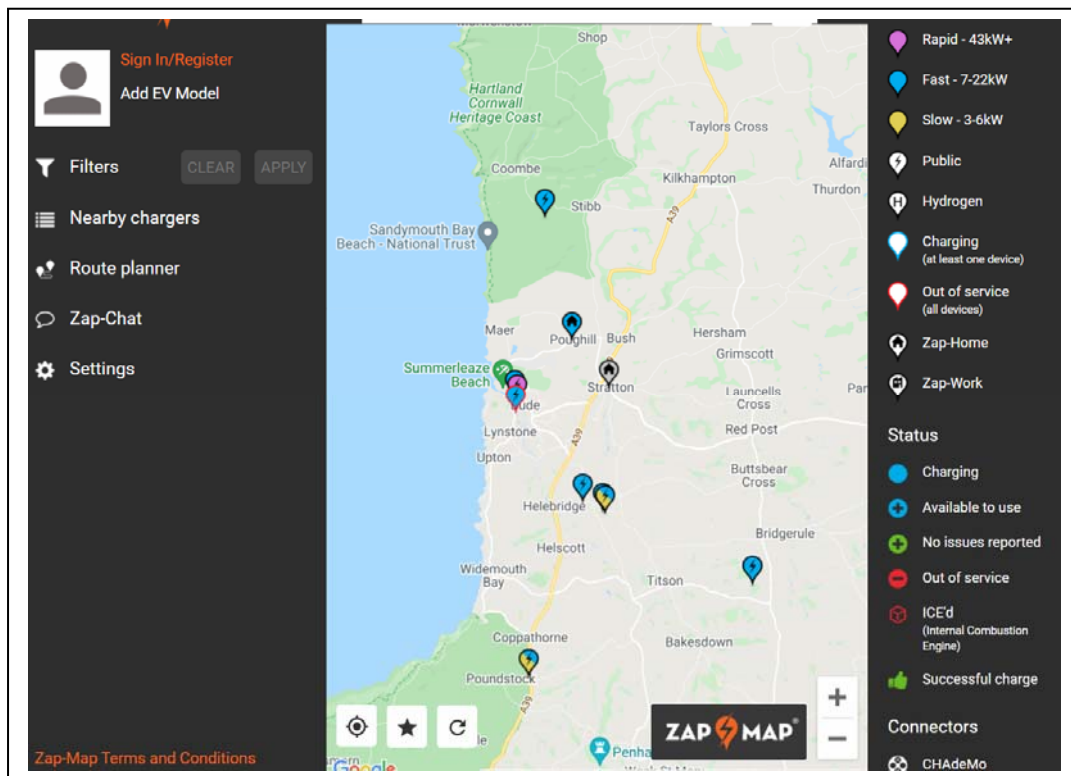 Sign In/Register
Add EV Model
Filters
CLEAR
APPLY
Nearby chargers
Route planner
Zap-Chat
Settings
Zap-Map Terms and Conditions
Shop
Hartland
Cornwall
Heritage Coast
Taylors Cross
Coombe
Kilkhampton
Thurdon
Stibb
A39
Sandymouth Bay
Beach - National Trust
Maer
Poughill
Bush
Hersham
Grimscott
Summerleaze
Beach
Stratton
Launcells
Cross
Bude
Lynstone
Red Post
A39
Upton
Buttsbear
Cross
Helebridge
Bridgerule
Helscott
Widemouth
Bay
Titson
Coppathorne
Bakesdown
Poundstock
A39
ZAP MAP®
+
−
Google
Rapid - 43kW+
Fast - 7-22kW
Slow - 3-6kW
Public
H
Hydrogen
Charging
(at least one device)
Out of service
(all devices)
Zap-Home
Zap-Work
Status
Charging
Available to use
No issues reported
Out of service
ICE'd
(Internal Combustion
Engine)
Successful charge
Connectors
CHAdeMo